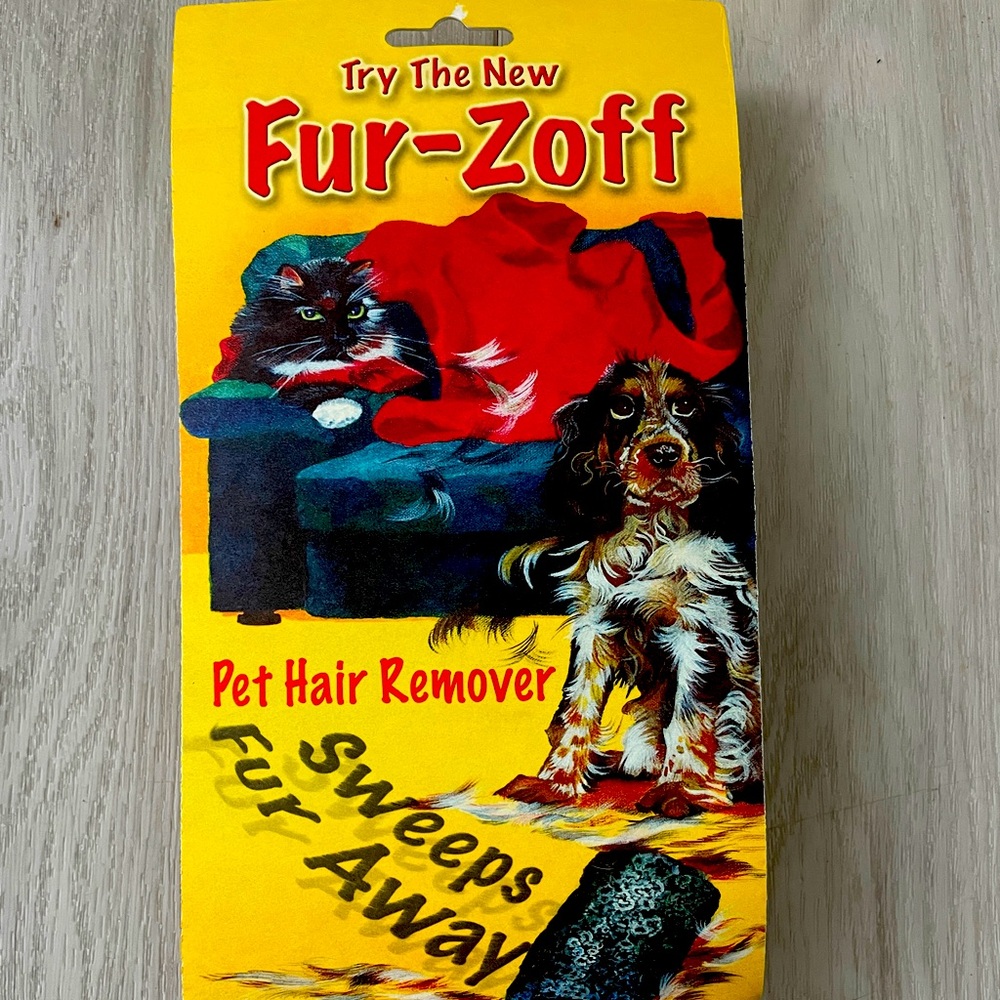 Try The New
Fur-Zoff
Pet Hair Remover
Sweeps
Fur Away